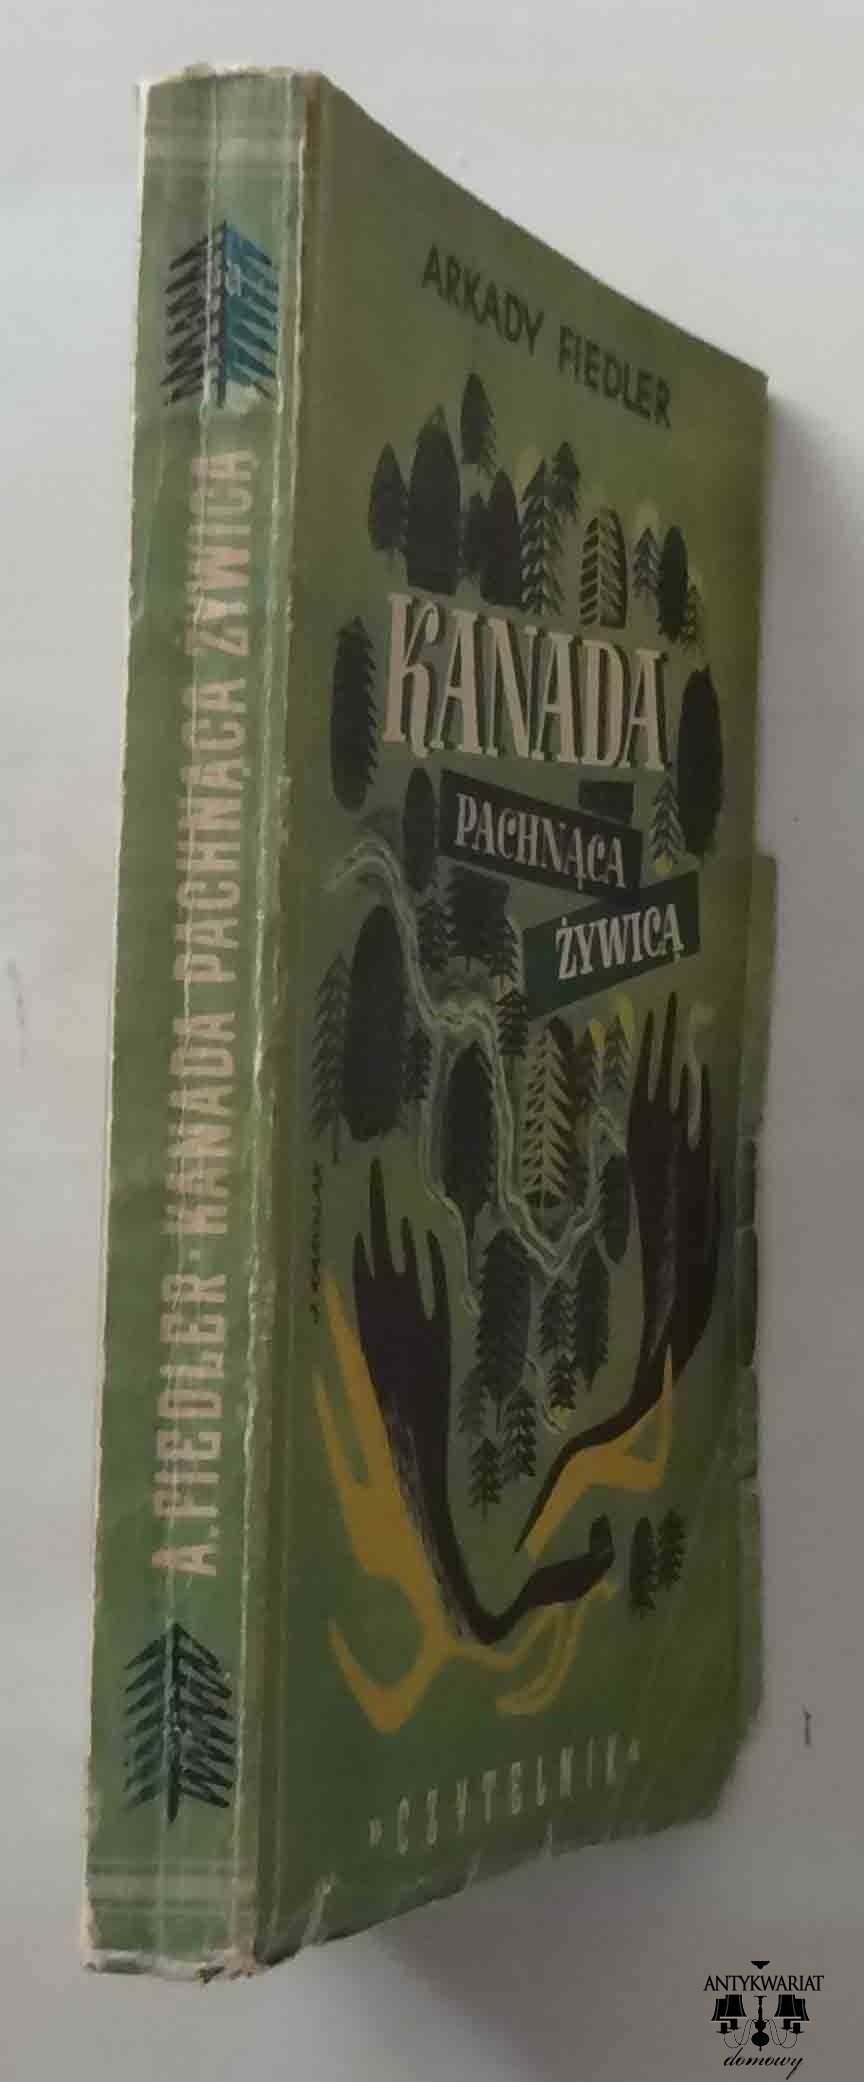 A. FIEDLER · KANADA PACHNĄCA ŻYWICĄ
ARKADY FIEDLER
KANADA
PACHNĄCA
ŻYWICĄ
»CZYTELNIK«
ANTYKWARIAT
domowy